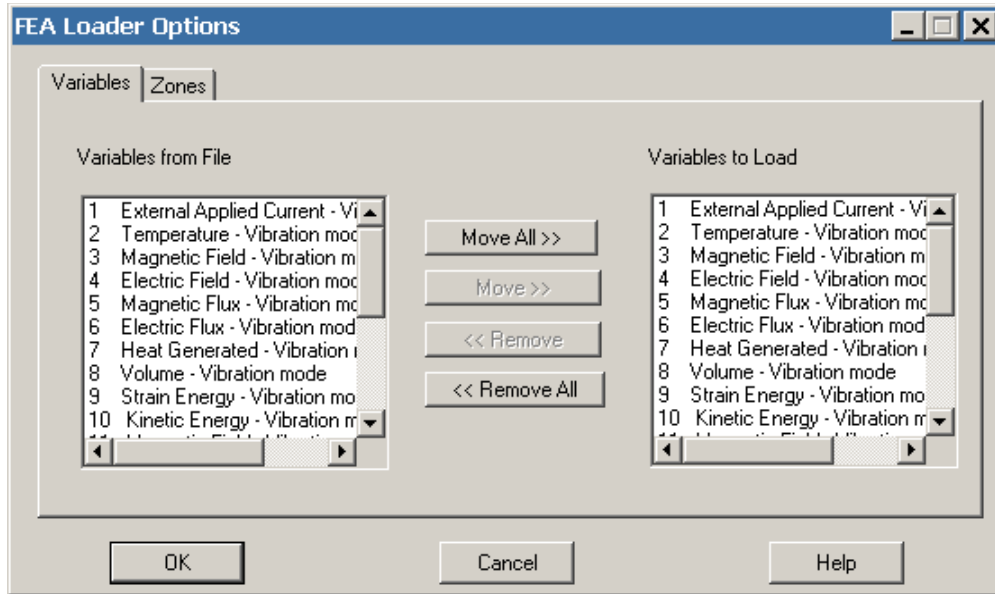 FEA Loader Options
Variables
Zones
Variables from File
1 External Applied Current - Vi
2 Temperature - Vibration mod
3 Magnetic Field - Vibration m
4 Electric Field - Vibration mod
5 Magnetic Flux - Vibration mo
6 Electric Flux - Vibration mod
7 Heat Generated - Vibration
8 Volume - Vibration mode
9 Strain Energy - Vibration mo
10 Kinetic Energy - Vibration m
Move All >>
Move >>
<< Remove
<< Remove All
Variables to Load
1 External Applied Current - Vi
2 Temperature - Vibration mod
3 Magnetic Field - Vibration m
4 Electric Field - Vibration mod
5 Magnetic Flux - Vibration mo
6 Electric Flux - Vibration mod
7 Heat Generated - Vibration
8 Volume - Vibration mode
9 Strain Energy - Vibration mo
10 Kinetic Energy - Vibration m
OK
Cancel
Help